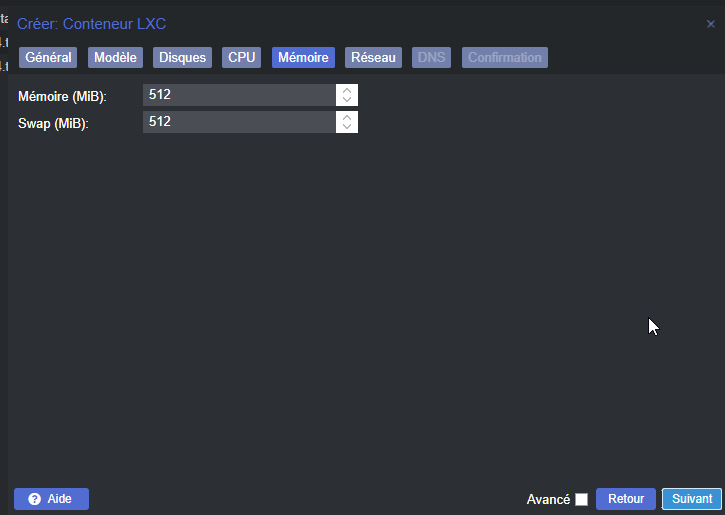 Créer: Conteneur LXC
Général Modèle Disques CPU Mémoire Réseau DNS Confirmation
Mémoire (MiB): 512
Swap (MiB): 512
Aide Avancé Retour Suivant